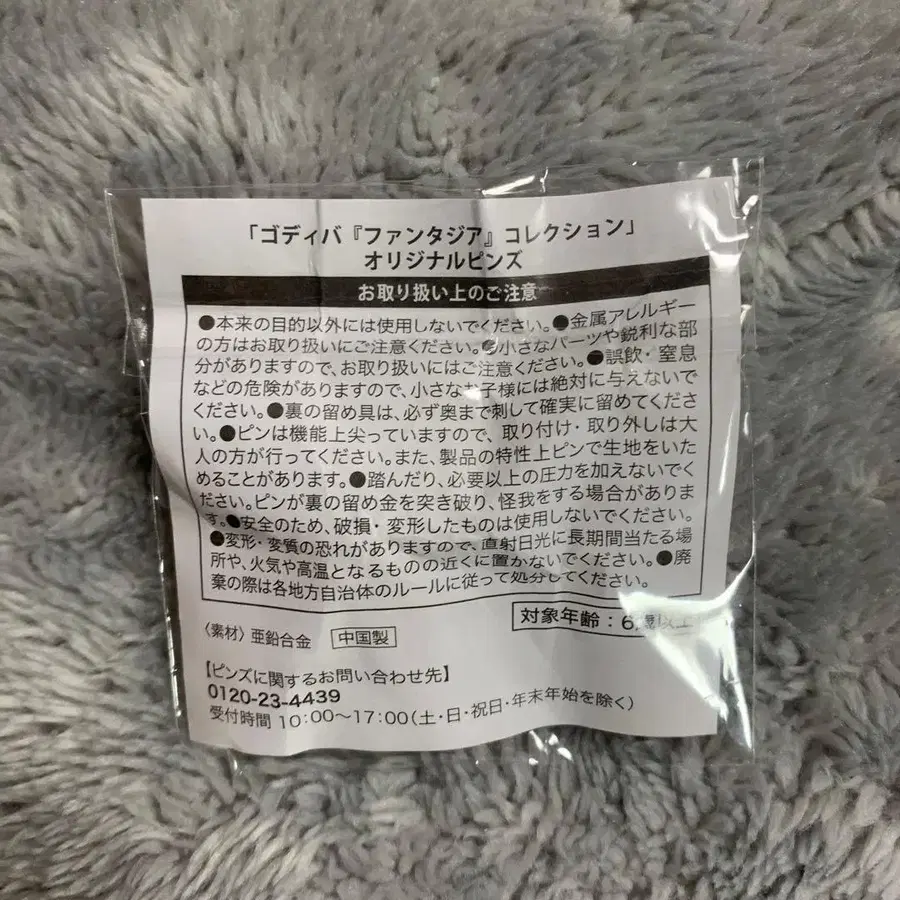 「ゴディバ『ファンタジア』コレクション」
オリジナルピンズ
お取り扱い上のご注意
●本来の目的以外には使用しないでください。●金属アレルギー
の方はお取り扱いにご注意ください。●小さなパーツや鋭利な部
分がありますので、お取り扱いにはご注意ください。●誤飲・窒息
などの危険がありますので、小さなお子様には絶対に与えないで
ください。●裏の留め具は、必ず奥まで刺して確実に留めてくださ
い。●ピンは機能上尖っていますので、取り付け・取り外しは大
人の方が行ってください。また、製品の特性上ピンで生地をいた
めることがあります。●踏んだり、必要以上の圧力を加えないでく
ださい。ピンが裏の留め金を突き破り、怪我をする場合がありま
す。●安全のため、破損・変形したものは使用しないでください。
●変形・変質の恐れがありますので、直射日光に長期間当たる場
所や、火気や高温となるものの近くに置かないでください。●廃
棄の際は各地方自治体のルールに従って処分してください。
対象年齢：6歳以上
〈素材〉亜鉛合金 中国製
【ピンズに関するお問い合わせ先】
0120-23-4439
受付時間 10:00～17:00(土・日・祝日・年末年始を除く)